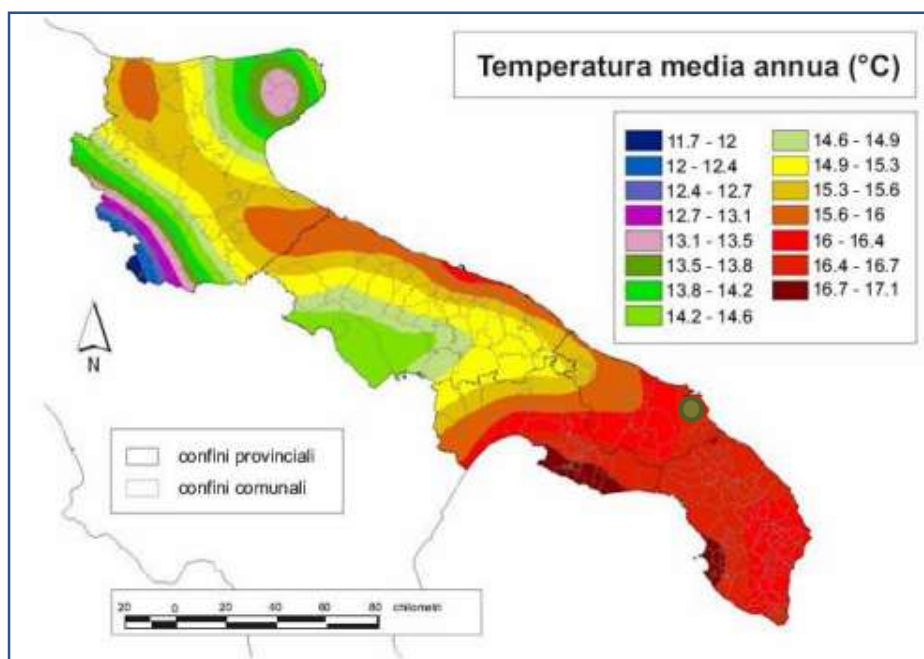 Temperatura media annua (°C)
11.7 - 12
12 - 12.4
12.4 - 12.7
12.7 - 13.1
13.1 - 13.5
13.5 - 13.8
13.8 - 14.2
14.2 - 14.6
14.6 - 14.9
14.9 - 15.3
15.3 - 15.6
15.6 - 16
16 - 16.4
16.4 - 16.7
16.7 - 17.1
N
confini provinciali
confini comunali
20 0 20 40 60 80 chilometri